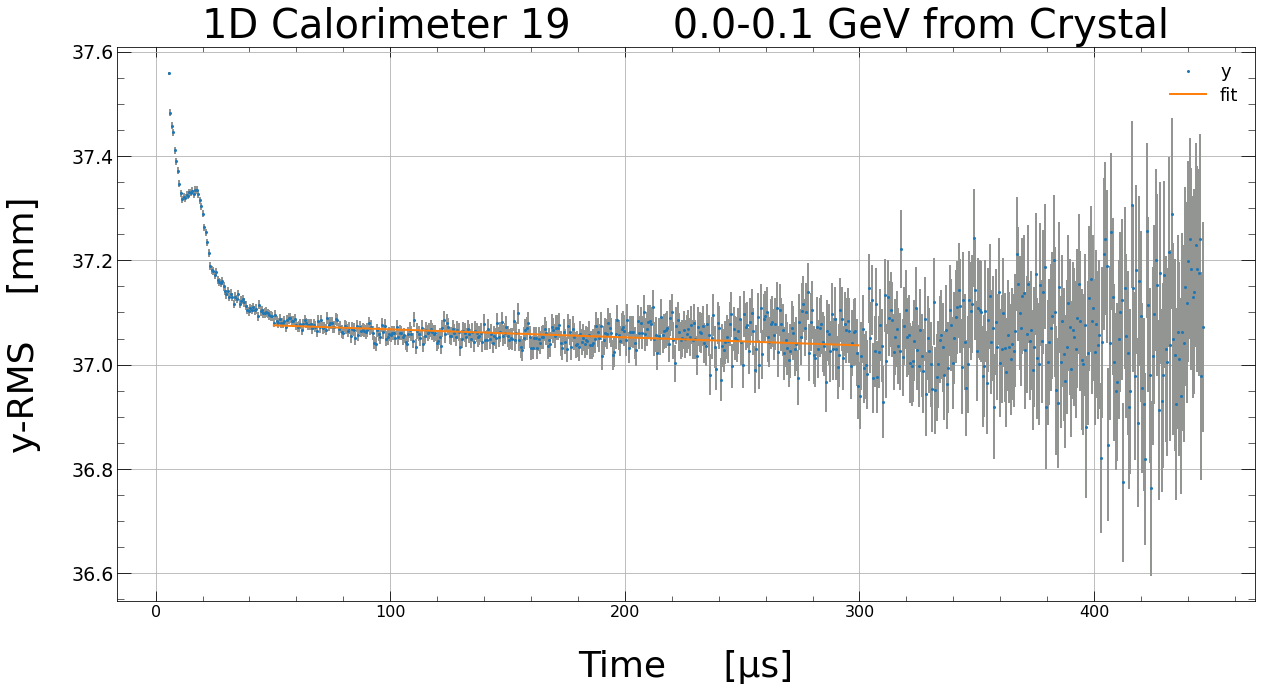 1D Calorimeter 19 0.0-0.1 GeV from Crystal
37.6
37.4
37.2
37.0
36.8
36.6
y-RMS [mm]
y
fit
0 100 200 300 400
Time [µs]